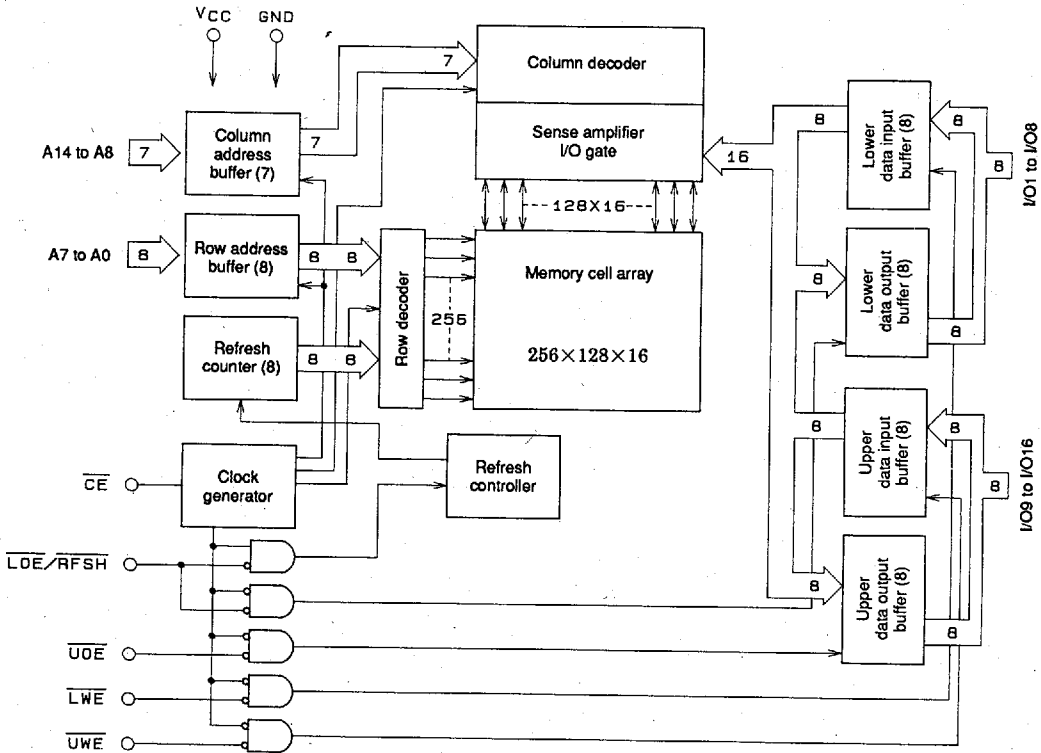 VCC GND
A14 to A8
7
Column
address
buffer (7)
7
7
Column decoder
Sense amplifier
I/O gate
16
128×16
A7 to A0
8
Row address
buffer (8)
8
8
Row decoder
256
Memory cell array
256×128×16
Refresh
counter (8)
8
8
CE
Clock
generator
Refresh
controller
LOE/RFSH
UOE
LWE
UWE
8
Lower
data input
buffer (8)
8
8
I/O1 to I/O8
8
Lower
data output
buffer (8)
8
8
Upper
data input
buffer (8)
8
8
I/O9 to I/O16
8
Upper
data output
buffer (8)
8